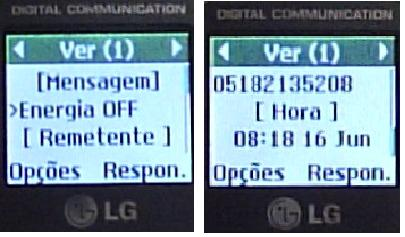 DIGITAL COMMUNICATION
Ver (1)
[Mensagem]
>Energia OFF
[ Remetente ]
Opções Respon.
LG
DIGITAL COMMUNICATION
Ver (1)
05182135208
[ Hora ]
08:18 16 Jun
Opções Respon.
LG